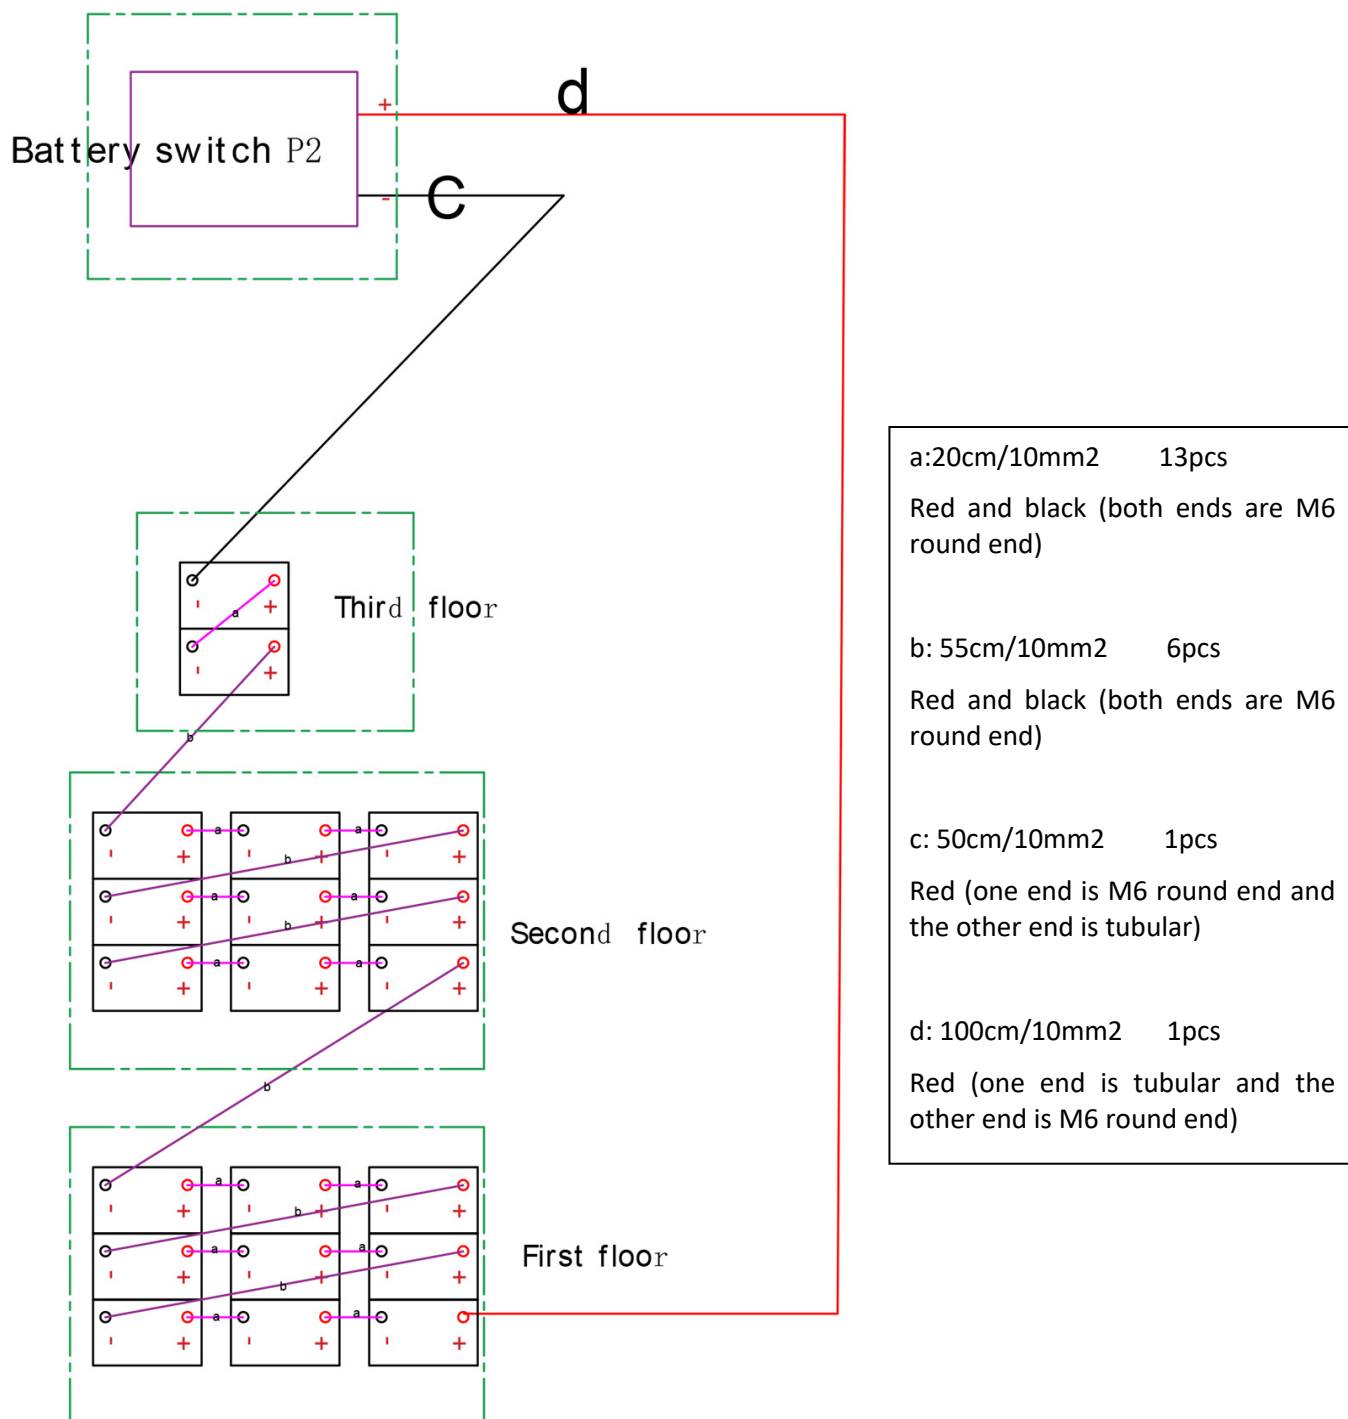 d
+
Battery switch P2
-
C
Third floor
- a +
- +
b
a a
- + b - + - +
a a
- + b - + - +
a a
- + - + - +
Second floor
b
a a
- + - b + - +
a a
- + b - + - +
a a
- + - + - +
First floor
a:20cm/10mm2 13pcs
Red and black (both ends are M6
round end)
b: 55cm/10mm2 6pcs
Red and black (both ends are M6
round end)
c: 50cm/10mm2 1pcs
Red (one end is M6 round end and
the other end is tubular)
d: 100cm/10mm2 1pcs
Red (one end is tubular and the
other end is M6 round end)